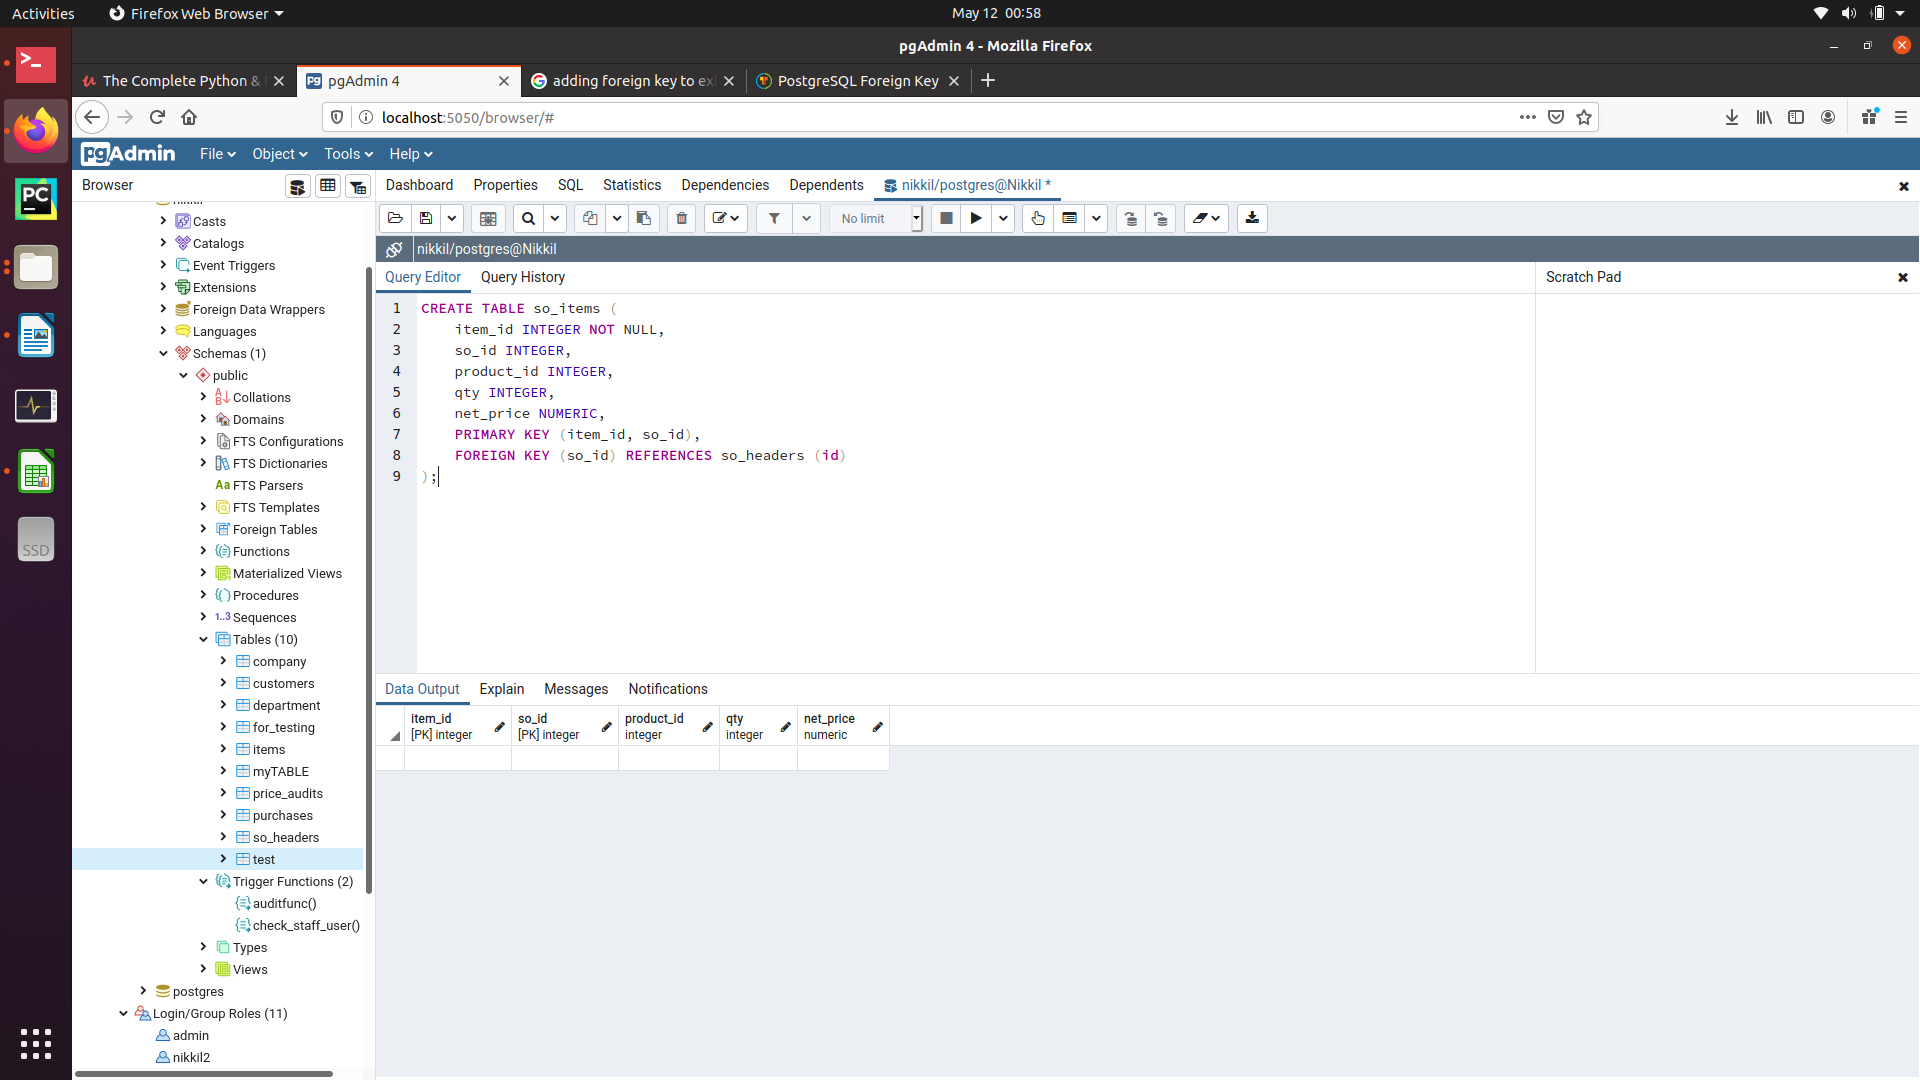 Activities
Firefox Web Browser
May 12 00:58
pgAdmin 4 - Mozilla Firefox
The Complete Python &
pgAdmin 4
adding foreign key to ex
PostgreSQL Foreign Key
localhost:5050/browser/#
pgAdmin
File
Object
Tools
Help
Browser
Dashboard
Properties
SQL
Statistics
Dependencies
Dependents
nikkil/postgres@Nikkil *
No limit
nikkil/postgres@Nikkil
Query Editor
Query History
Scratch Pad
1 CREATE TABLE so_items (
2 item_id INTEGER NOT NULL,
3 so_id INTEGER,
4 product_id INTEGER,
5 qty INTEGER,
6 net_price NUMERIC,
7 PRIMARY KEY (item_id, so_id),
8 FOREIGN KEY (so_id) REFERENCES so_headers (id)
9 );
Data Output
Explain
Messages
Notifications
item_id
[PK] integer
so_id
[PK] integer
product_id
integer
qty
integer
net_price
numeric
nikkil
Casts
Catalogs
Event Triggers
Extensions
Foreign Data Wrappers
Languages
Schemas (1)
public
Collations
Domains
FTS Configurations
FTS Dictionaries
Aa FTS Parsers
FTS Templates
Foreign Tables
Functions
Materialized Views
Procedures
1..3 Sequences
Tables (10)
company
customers
department
for_testing
items
myTABLE
price_audits
purchases
so_headers
test
Trigger Functions (2)
auditfunc()
check_staff_user()
Types
Views
postgres
Login/Group Roles (11)
admin
nikkil2
PC
SSD